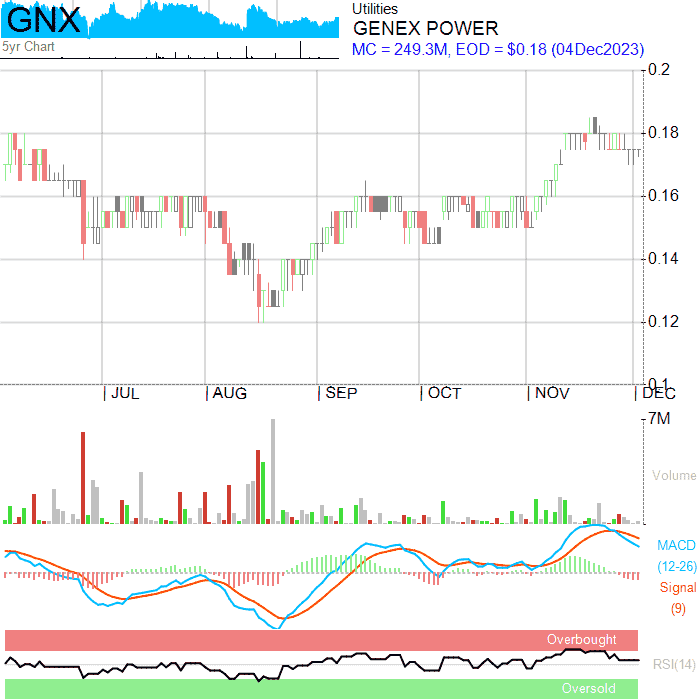 GNX
5yr Chart
Utilities
GENEX POWER
MC = 249.3M, EOD = $0.18 (04Dec2023)
0.2
0.18
0.16
0.14
0.12
0.1
JUL AUG SEP OCT NOV DEC
7M
Volume
MACD
(12-26)
Signal
(9)
Overbought
RSI(14)
Oversold